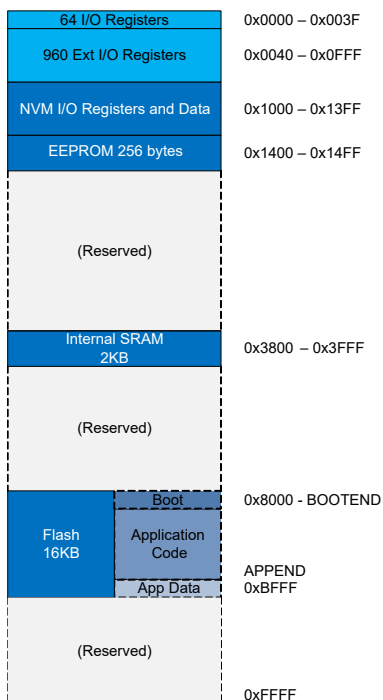 64 I/O Registers 0x0000 – 0x003F
960 Ext I/O Registers 0x0040 – 0x0FFF
NVM I/O Registers and Data 0x1000 – 0x13FF
EEPROM 256 bytes 0x1400 – 0x14FF
(Reserved)
Internal SRAM
2KB
0x3800 – 0x3FFF
(Reserved)
Boot 0x8000 - BOOTEND
Flash
16KB
Application
Code
APPEND
App Data 0xBFFF
(Reserved)
0xFFFF